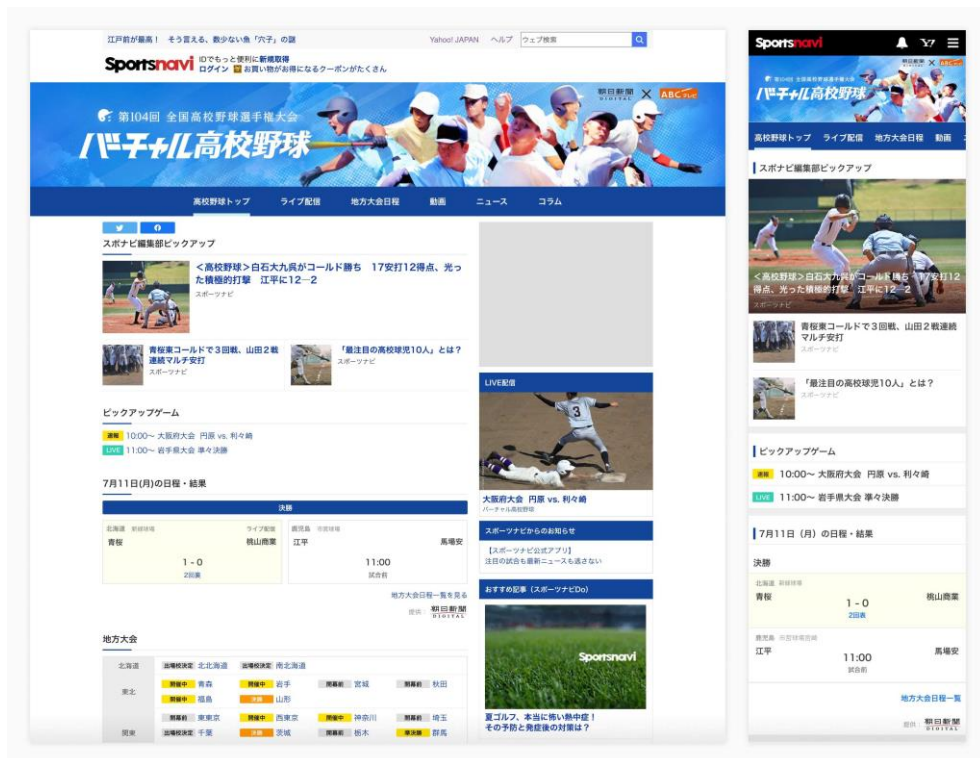 江戸前が最高！ そう言える、数少ない魚「穴子」の謎
Yahoo! JAPAN ヘルプ ウェブ検索
Sportsnavi
IDでもっと便利に新規取得
ログイン お買い物がお得になるクーポンがたくさん
朝日新聞 DIGITAL × ABCテレビ
第104回 全国高校野球選手権大会
バーチャル高校野球
高校野球トップ ライブ配信 地方大会日程 動画 ニュース コラム
スポナビ編集部ピックアップ
＜高校野球＞白石大九呉がコールド勝ち 17安打12得点、光っ
た積極的打撃 江平に12―2
スポーツナビ
青桜東コールドで3回戦、山田2戦
連続マルチ安打
スポーツナビ
「最注目の高校球児10人」とは？
スポーツナビ
ピックアップゲーム
速報 10:00～ 大阪府大会 円原 vs. 利々崎
LIVE 11:00～ 岩手県大会 準々決勝
7月11日(月)の日程・結果
決勝
北海道
ライブ配信
青桜 桃山商業
1 - 0
2回裏
鹿児島
江平 馬場安
11:00
試合前
地方大会日程一覧を見る
提供： 朝日新聞 DIGITAL
地方大会
北海道 出場校決定 北北海道 出場校決定 南北海道
東北 開催中 青森 開催中 岩手 開幕前 宮城 開幕前 秋田
開催中 福島 決勝 山形
関東 開幕前 東東京 開催中 西東京 開催中 神奈川 開幕前 埼玉
出場校決定 千葉 決勝 茨城 開幕前 栃木 準決勝 群馬
LIVE配信
3
大阪府大会 円原 vs. 利々崎
バーチャル高校野球
スポーツナビからのお知らせ
【スポーツナビ公式アプリ】
注目の試合も最新ニュースも逃さない
おすすめ記事（スポーツナビDo）
Sportsnavi
夏ゴルフ、本当に怖い熱中症！
その予防と発症後の対策は？
Sportsnavi
朝日新聞 DIGITAL × ABCテレビ
第104回 全国高校野球選手権大会
バーチャル高校野球
高校野球トップ ライブ配信 地方大会日程 動画
スポナビ編集部ピックアップ
＜高校野球＞白石大九呉がコールド勝ち 17安打12
得点、光った積極的打撃 江平に12―2
スポーツナビ
青桜東コールドで3回戦、山田2戦連続
マルチ安打
スポーツナビ
「最注目の高校球児10人」とは？
スポーツナビ
ピックアップゲーム
速報 10:00～ 大阪府大会 円原 vs. 利々崎
LIVE 11:00～ 岩手県大会 準々決勝
7月11日（月）の日程・結果
決勝
北海道
青桜 桃山商業
1 - 0
2回裏
鹿児島
江平 馬場安
11:00
試合前
地方大会日程一覧
提供： 朝日新聞 DIGITAL